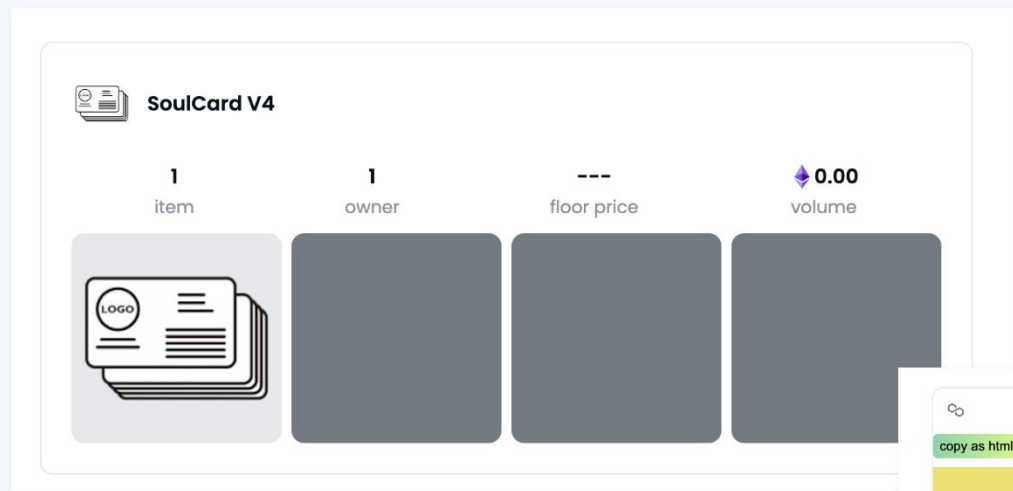 SoulCard V4
1 1 --- 0.00
item owner floor price volume
LOGO
copy as html